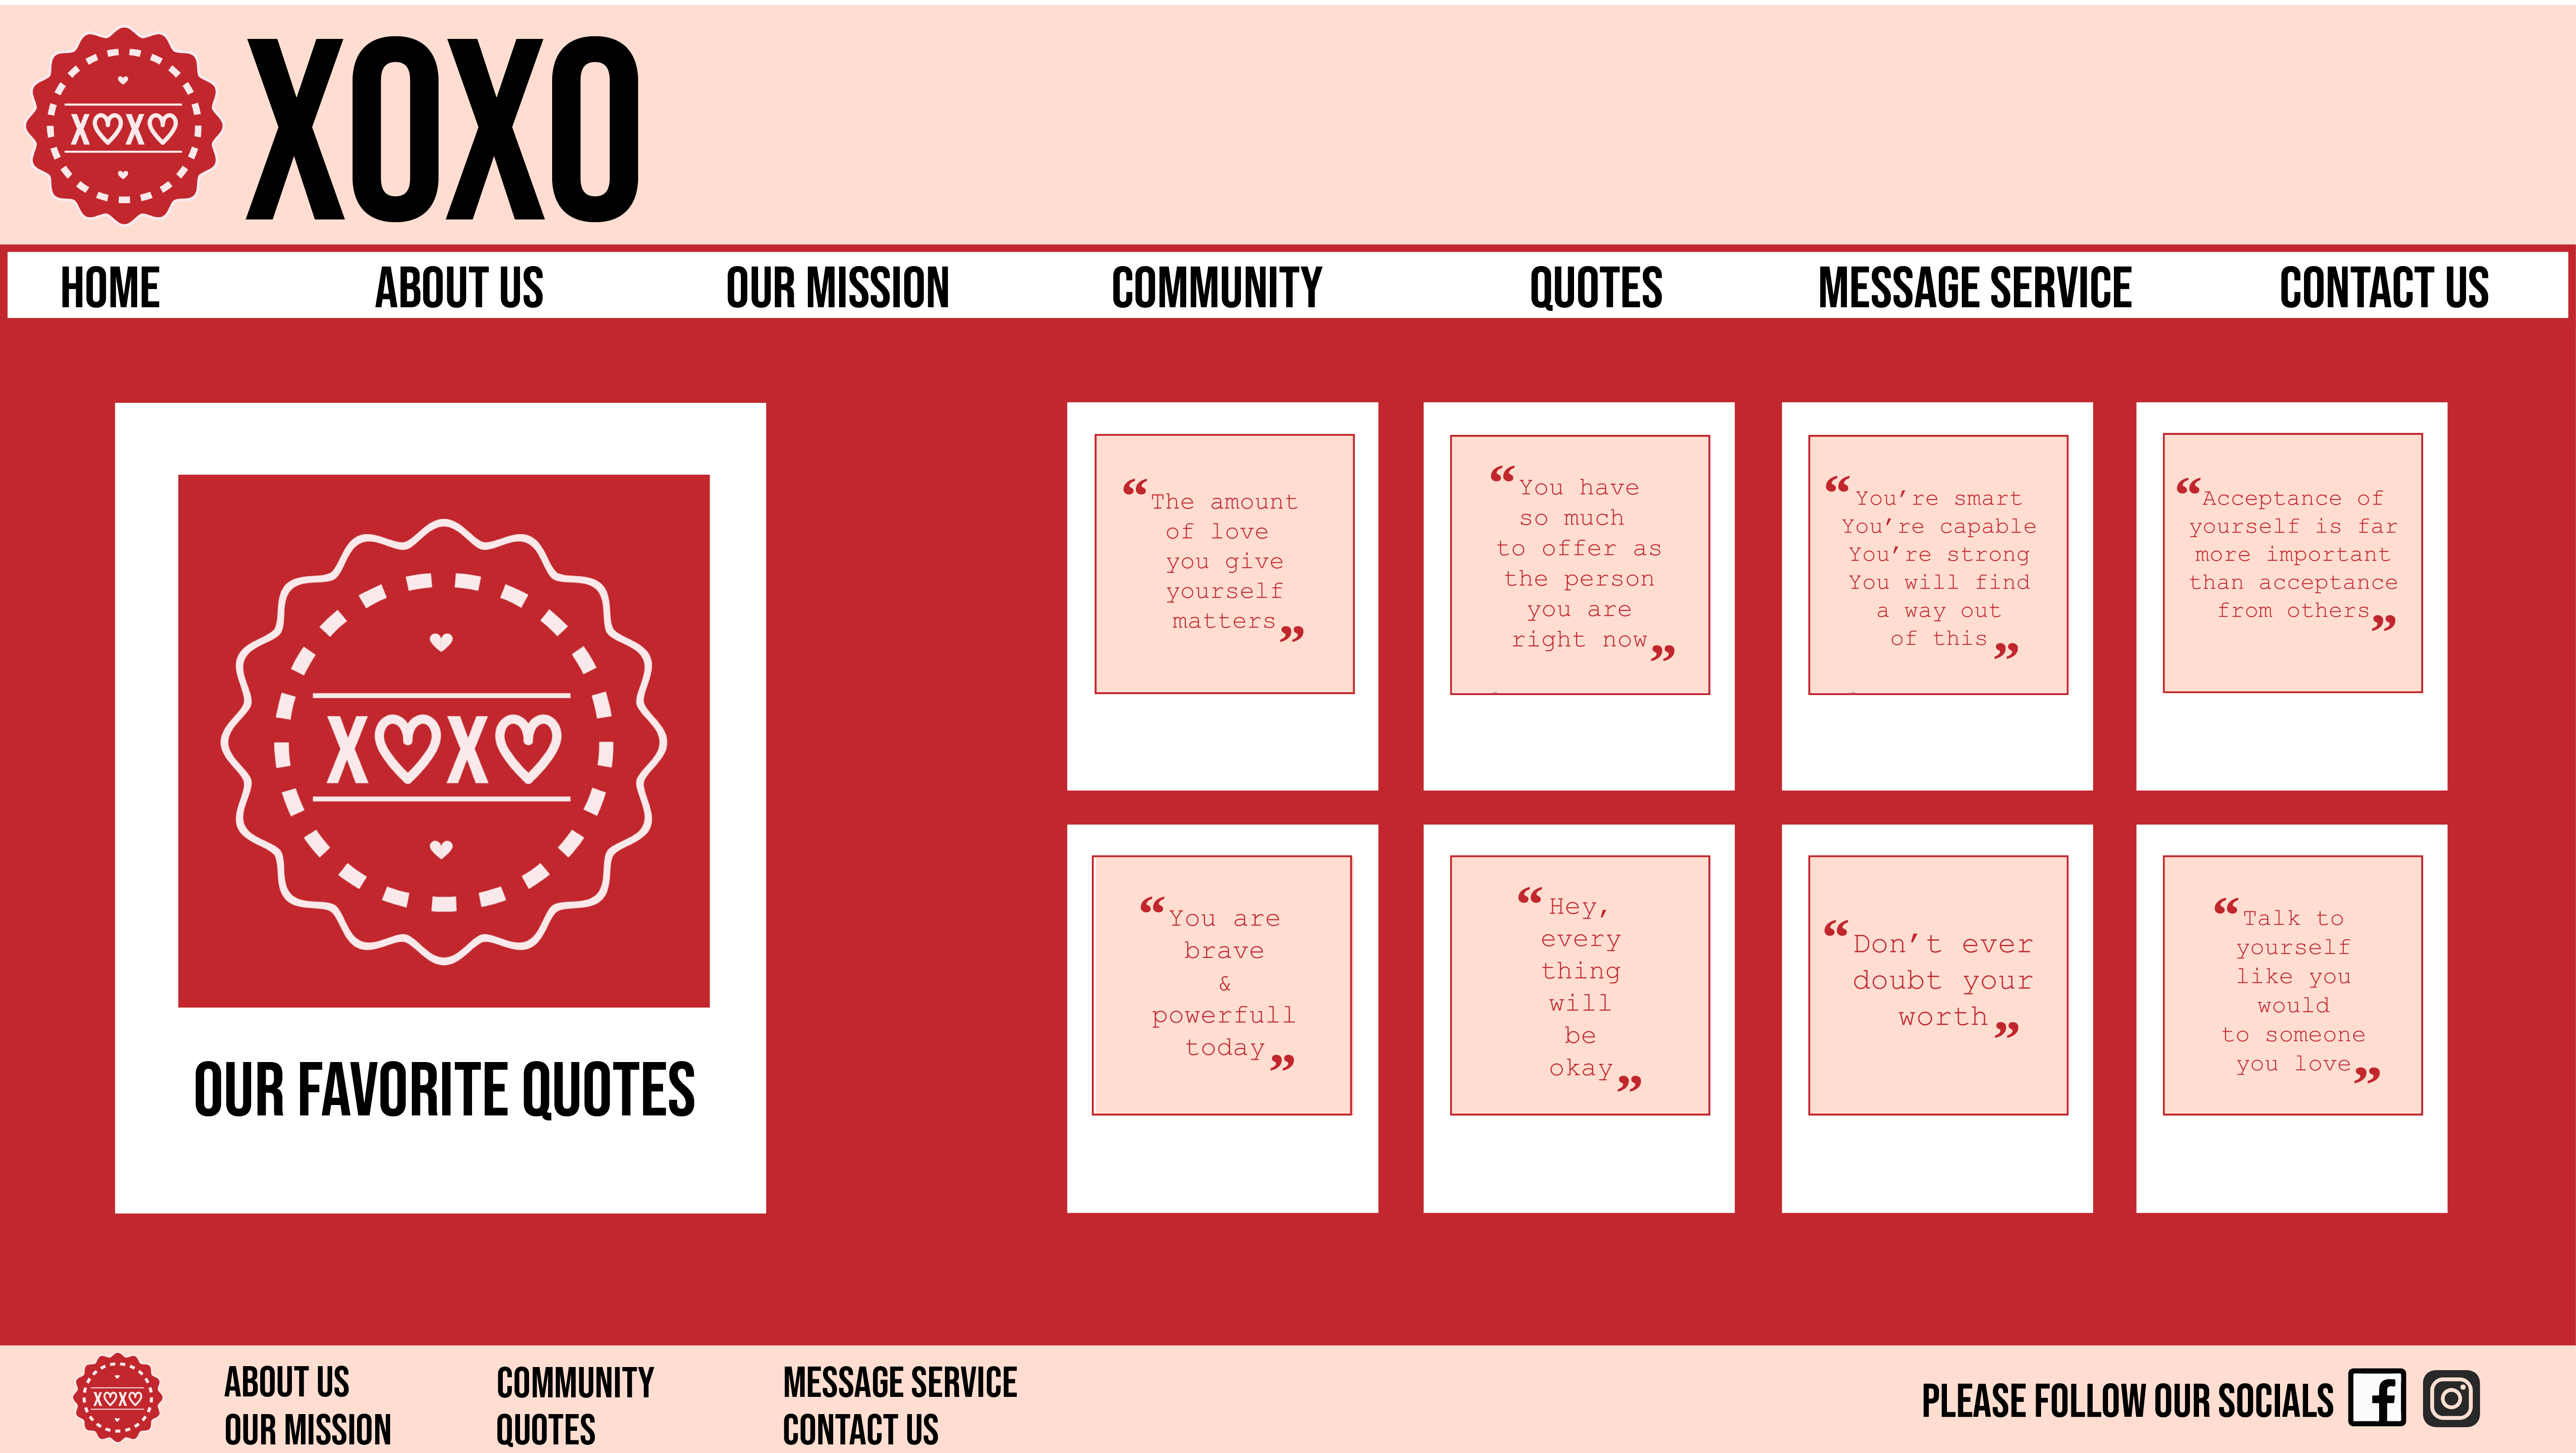 XOXO
XOXO
HOME ABOUT US OUR MISSION COMMUNITY QUOTES MESSAGE SERVICE CONTACT US
XOXO
OUR FAVORITE QUOTES
“The amount
of love
you give
yourself
matters”
“You have
so much
to offer as
the person
you are
right now”
“You’re smart
You’re capable
You’re strong
You will find
a way out
of this”
“Acceptance of
yourself is far
more important
than acceptance
from others”
“You are
brave
&
powerfull
today”
“Hey,
every
thing
will
be
okay”
“Don’t ever
doubt your
worth”
“Talk to
yourself
like you
would
to someone
you love”
XOXO
ABOUT US COMMUNITY MESSAGE SERVICE
OUR MISSION QUOTES CONTACT US
PLEASE FOLLOW OUR SOCIALS